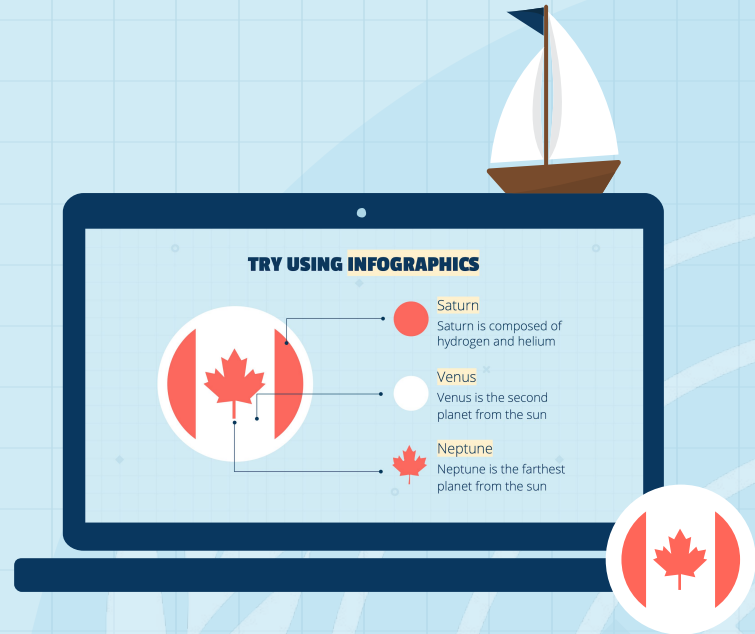 TRY USING INFOGRAPHICS
Saturn
Saturn is composed of
hydrogen and helium
Venus
Venus is the second
planet from the sun
Neptune
Neptune is the farthest
planet from the sun